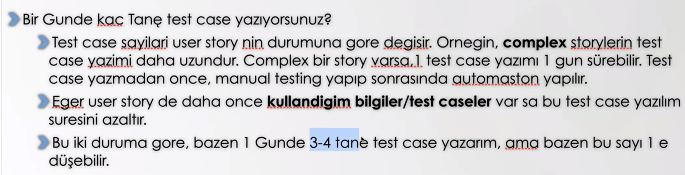 Bir Gunde kaç Tanę test case yazıyorsunuz?
Test case sayilari user story nin durumuna gore degisir. Ornegin, complex storylerin test
case yazimi daha uzundur. Complex bir story varsa,1 test case yazımı 1 gun sürebilir. Test
case yazmadan once, manual testing yapıp sonrasında automaston yapılır.
Eger user story de daha once kullandigim bilgiler/test caseler var sa bu test case yazılım
suresini azaltır.
Bu iki duruma gore, bazen 1 Gunde 3-4 tane test case yazarım, ama bazen bu sayı 1 e
düşebilir.